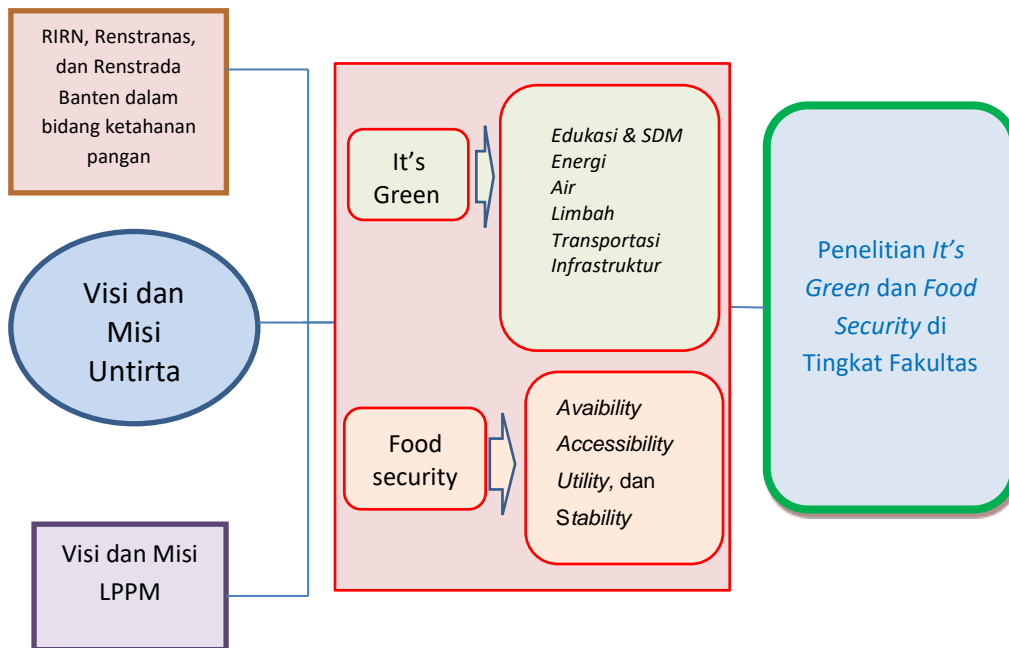 RIRN, Renstranas,
dan Renstrada
Banten dalam
bidang ketahanan
pangan
Visi dan
Misi
Untirta
Visi dan Misi
LPPM
It’s
Green
Edukasi & SDM
Energi
Air
Limbah
Transportasi
Infrastruktur
Food
security
Avaibility
Accessibility
Utility, dan
Stability
Penelitian It’s
Green dan Food
Security di
Tingkat Fakultas